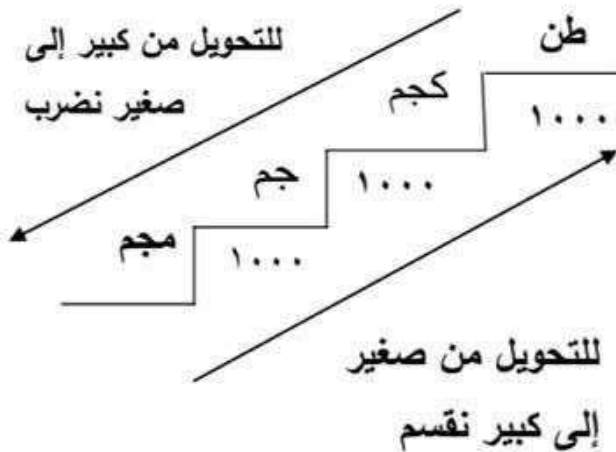 للتحويل من كبير إلى
صغير نضرب
طن
كجم
١٠٠٠
جم
١٠٠٠
مجم
١٠٠٠
للتحويل من صغير
إلى كبير نقسم